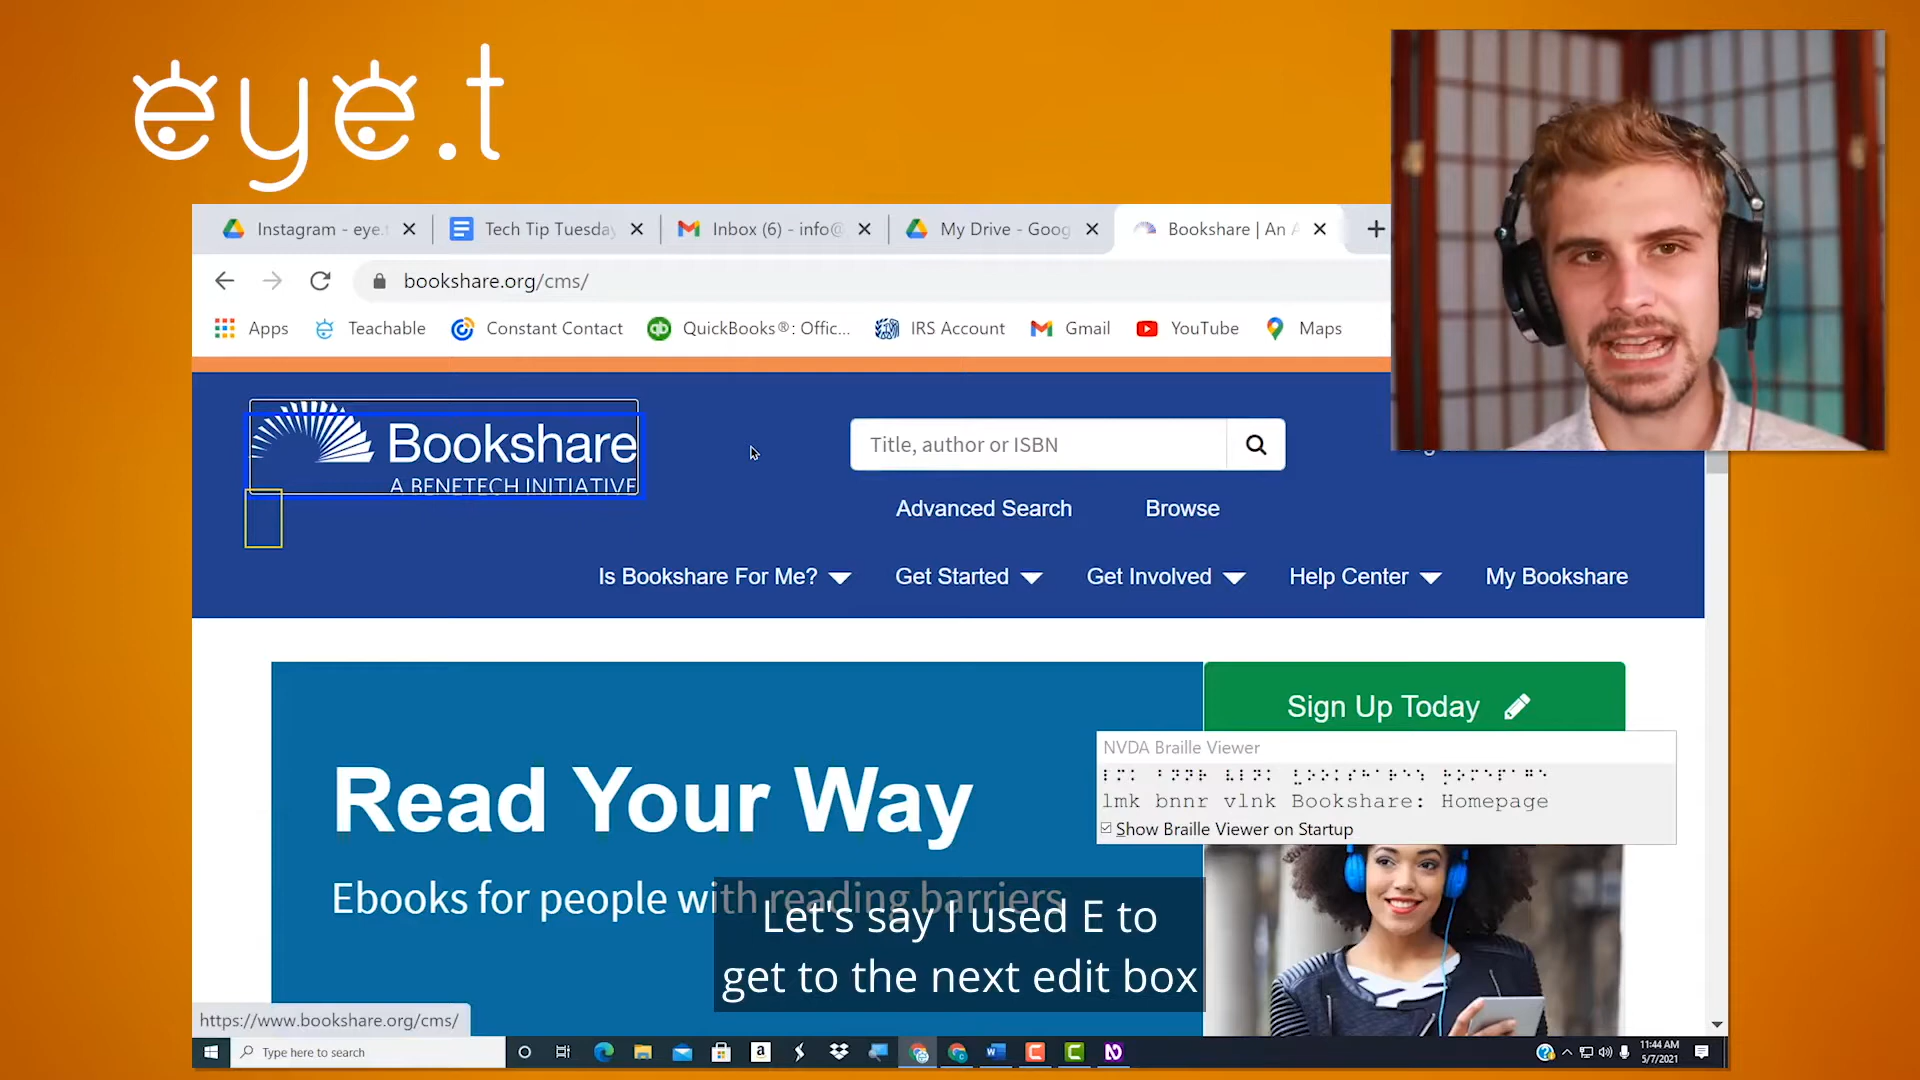 eye.t
Instagram - eye.t
Tech Tip Tuesday
Inbox (6) - info@
My Drive - Goog
Bookshare | An A
bookshare.org/cms/
Apps
Teachable
Constant Contact
QuickBooks®: Offic...
IRS Account
Gmail
YouTube
Maps
Bookshare
A BENETECH INITIATIVE
Title, author or ISBN
Advanced Search
Browse
Is Bookshare For Me?
Get Started
Get Involved
Help Center
My Bookshare
Sign Up Today
Read Your Way
Ebooks for people with reading barriers
NVDA Braille Viewer
lmk bnnr vlnk Bookshare: Homepage
Show Braille Viewer on Startup
Let's say I used E to
get to the next edit box
https://www.bookshare.org/cms/
Type here to search
11:44 AM
5/7/2021